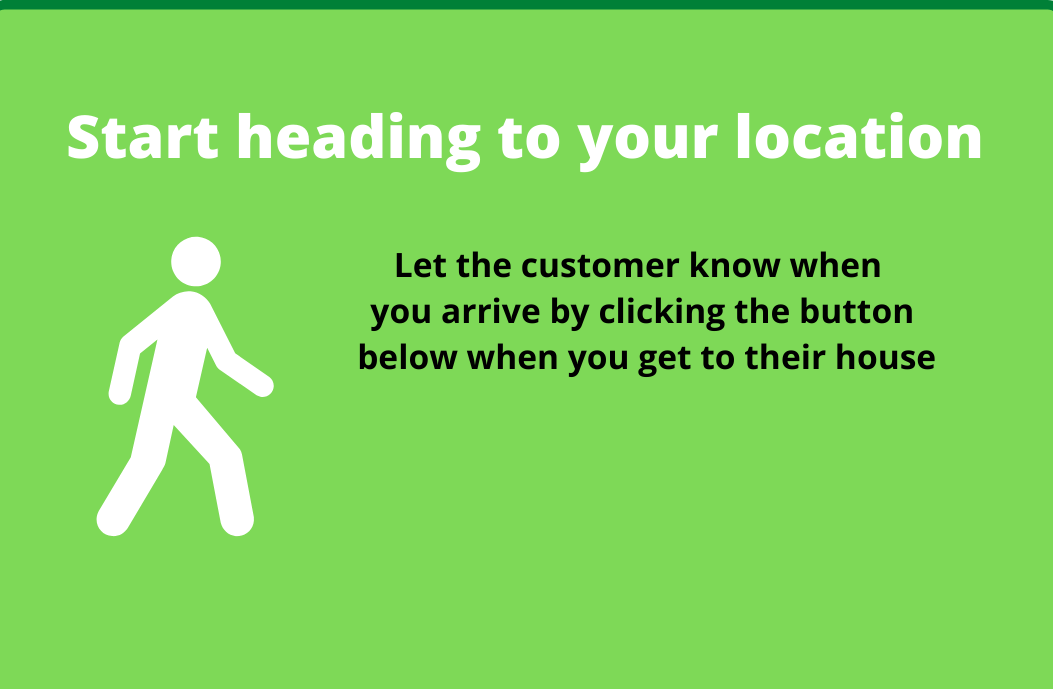 Start heading to your location
Let the customer know when
you arrive by clicking the button
below when you get to their house